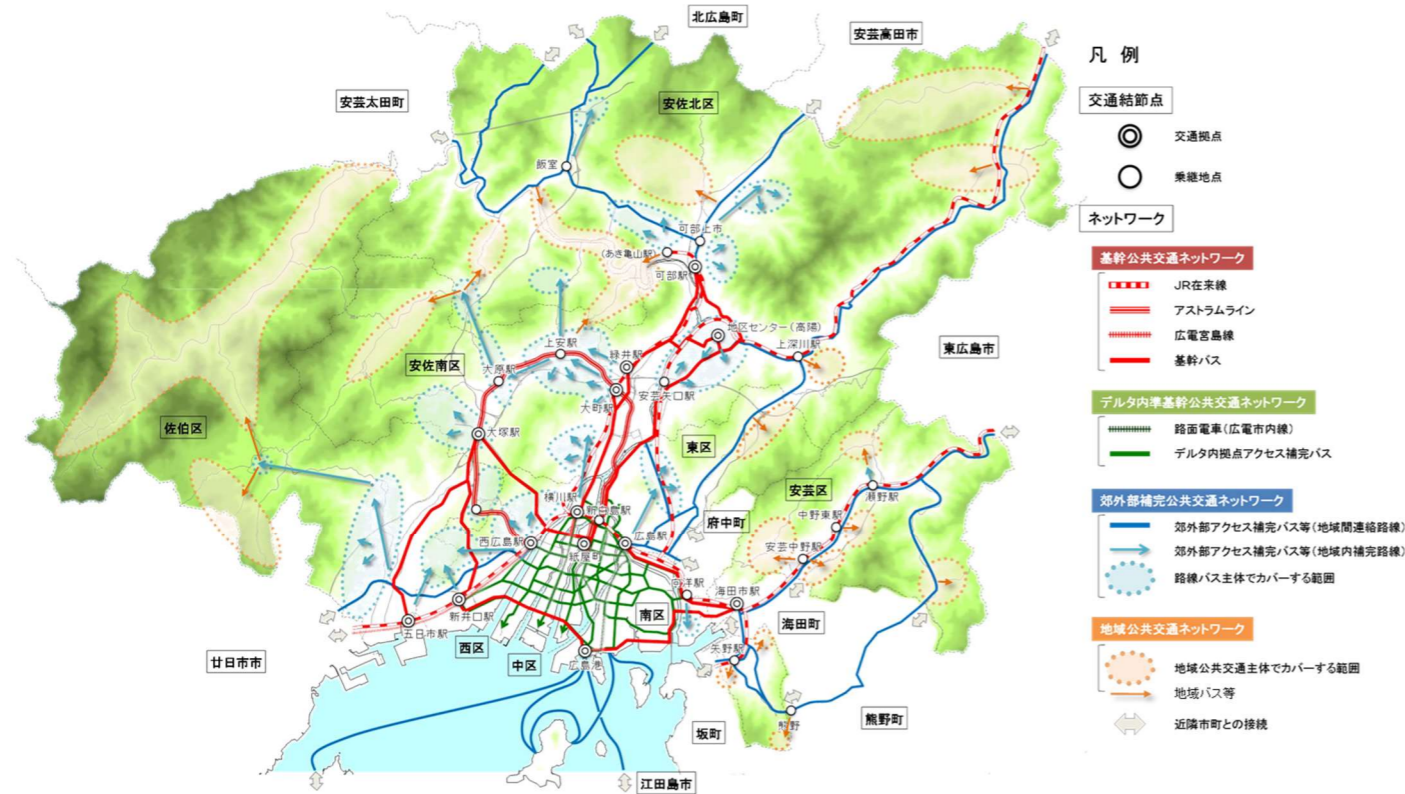 北広島町
安芸高田市
安芸太田町
安佐北区
飯室
可部上市
(あき亀山駅)
可部駅
地区センター(高陽)
上深川駅
東広島市
上安駅
緑井駅
安佐南区
大原駅
大町駅
安芸矢口駅
佐伯区
大塚駅
東区
安芸区
瀬野駅
横川駅
新白島駅
中野東駅
府中町
西広島駅
紙屋町
広島駅
安芸中野駅
向洋駅
海田市駅
新井口駅
南区
海田町
五日市駅
西区
中区
広島港
矢野駅
廿日市市
熊野
熊野町
坂町
江田島市
凡 例
交通結節点
交通拠点
乗継地点
ネットワーク
基幹公共交通ネットワーク
JR在来線
アストラムライン
広電宮島線
基幹バス
デルタ内準基幹公共交通ネットワーク
路面電車(広電市内線)
デルタ内拠点アクセス補完バス
郊外部補完公共交通ネットワーク
郊外部アクセス補完バス等(地域間連絡路線)
郊外部アクセス補完バス等(地域内補完路線)
路線バス主体でカバーする範囲
地域公共交通ネットワーク
地域公共交通主体でカバーする範囲
地域バス等
近隣市町との接続